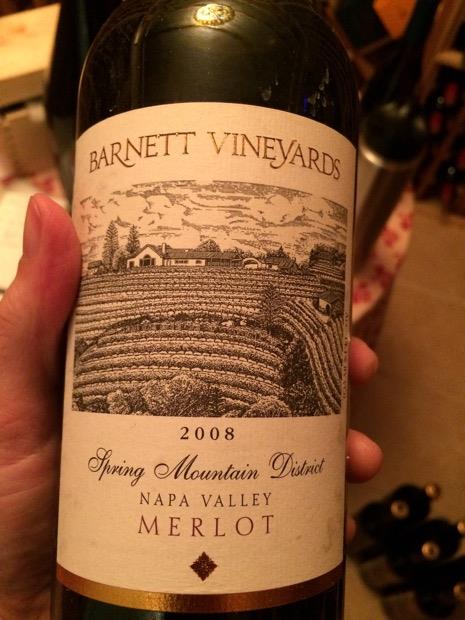 BARNETT VINEYARDS
2008
Spring Mountain District
NAPA VALLEY
MERLOT